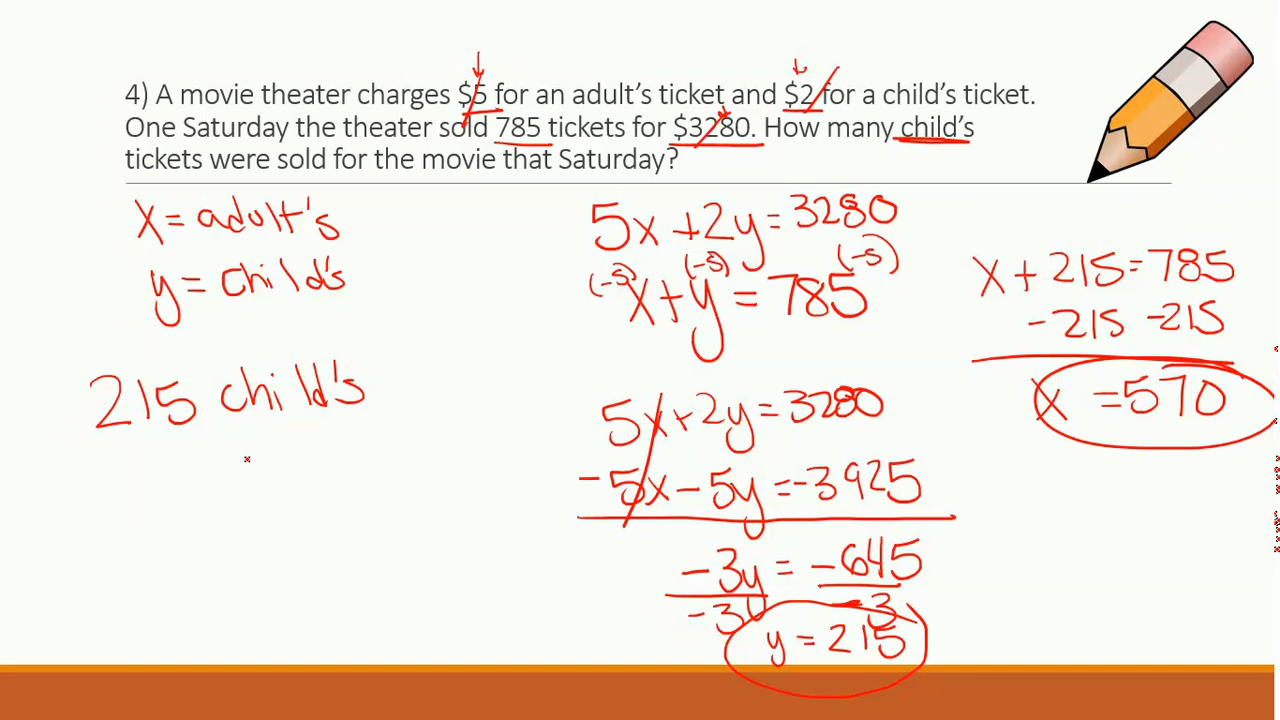 4) A movie theater charges $5 for an adult's ticket and $2 for a child's ticket.
One Saturday the theater sold 785 tickets for $3280. How many child's
tickets were sold for the movie that Saturday?
x = adult's
y = child's
215 child's
5x + 2y = 3280
(-5) (-5) (-5)
x + y = 785
5x + 2y = 3280
-5x - 5y = -3925
-3y = -645
-3 -3
y = 215
x + 215 = 785
-215 -215
x = 570